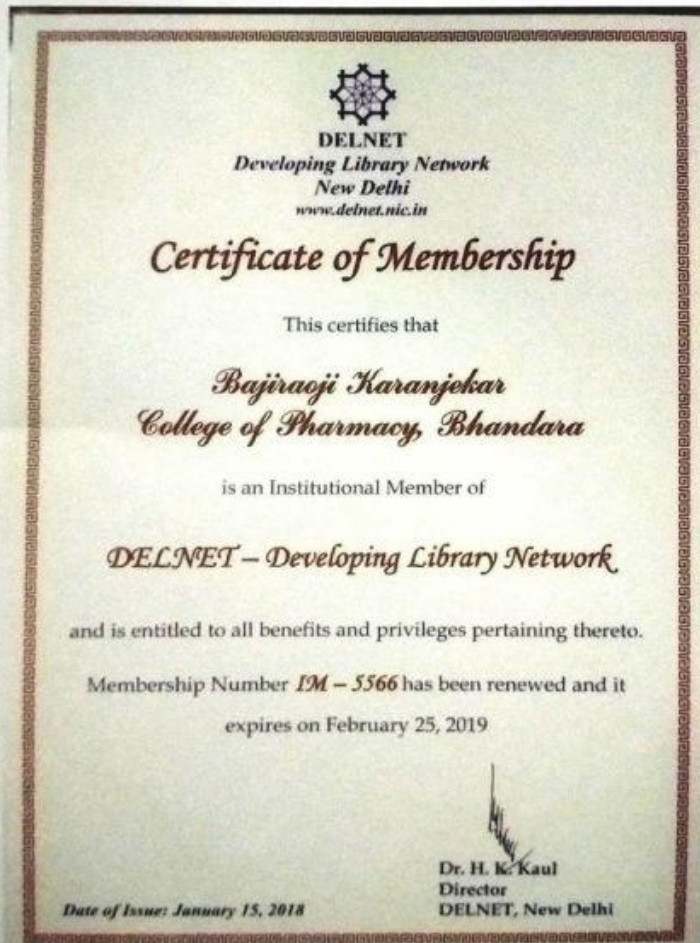 DELNET
Developing Library Network
New Delhi
www.delnet.nic.in
Certificate of Membership
This certifies that
Bajiraoji Karanjekar
College of Pharmacy, Bhandara
is an Institutional Member of
DELNET – Developing Library Network
and is entitled to all benefits and privileges pertaining thereto.
Membership Number IM – 5566 has been renewed and it
expires on February 25, 2019
Dr. H. K. Kaul
Director
DELNET, New Delhi
Date of Issue: January 15, 2018